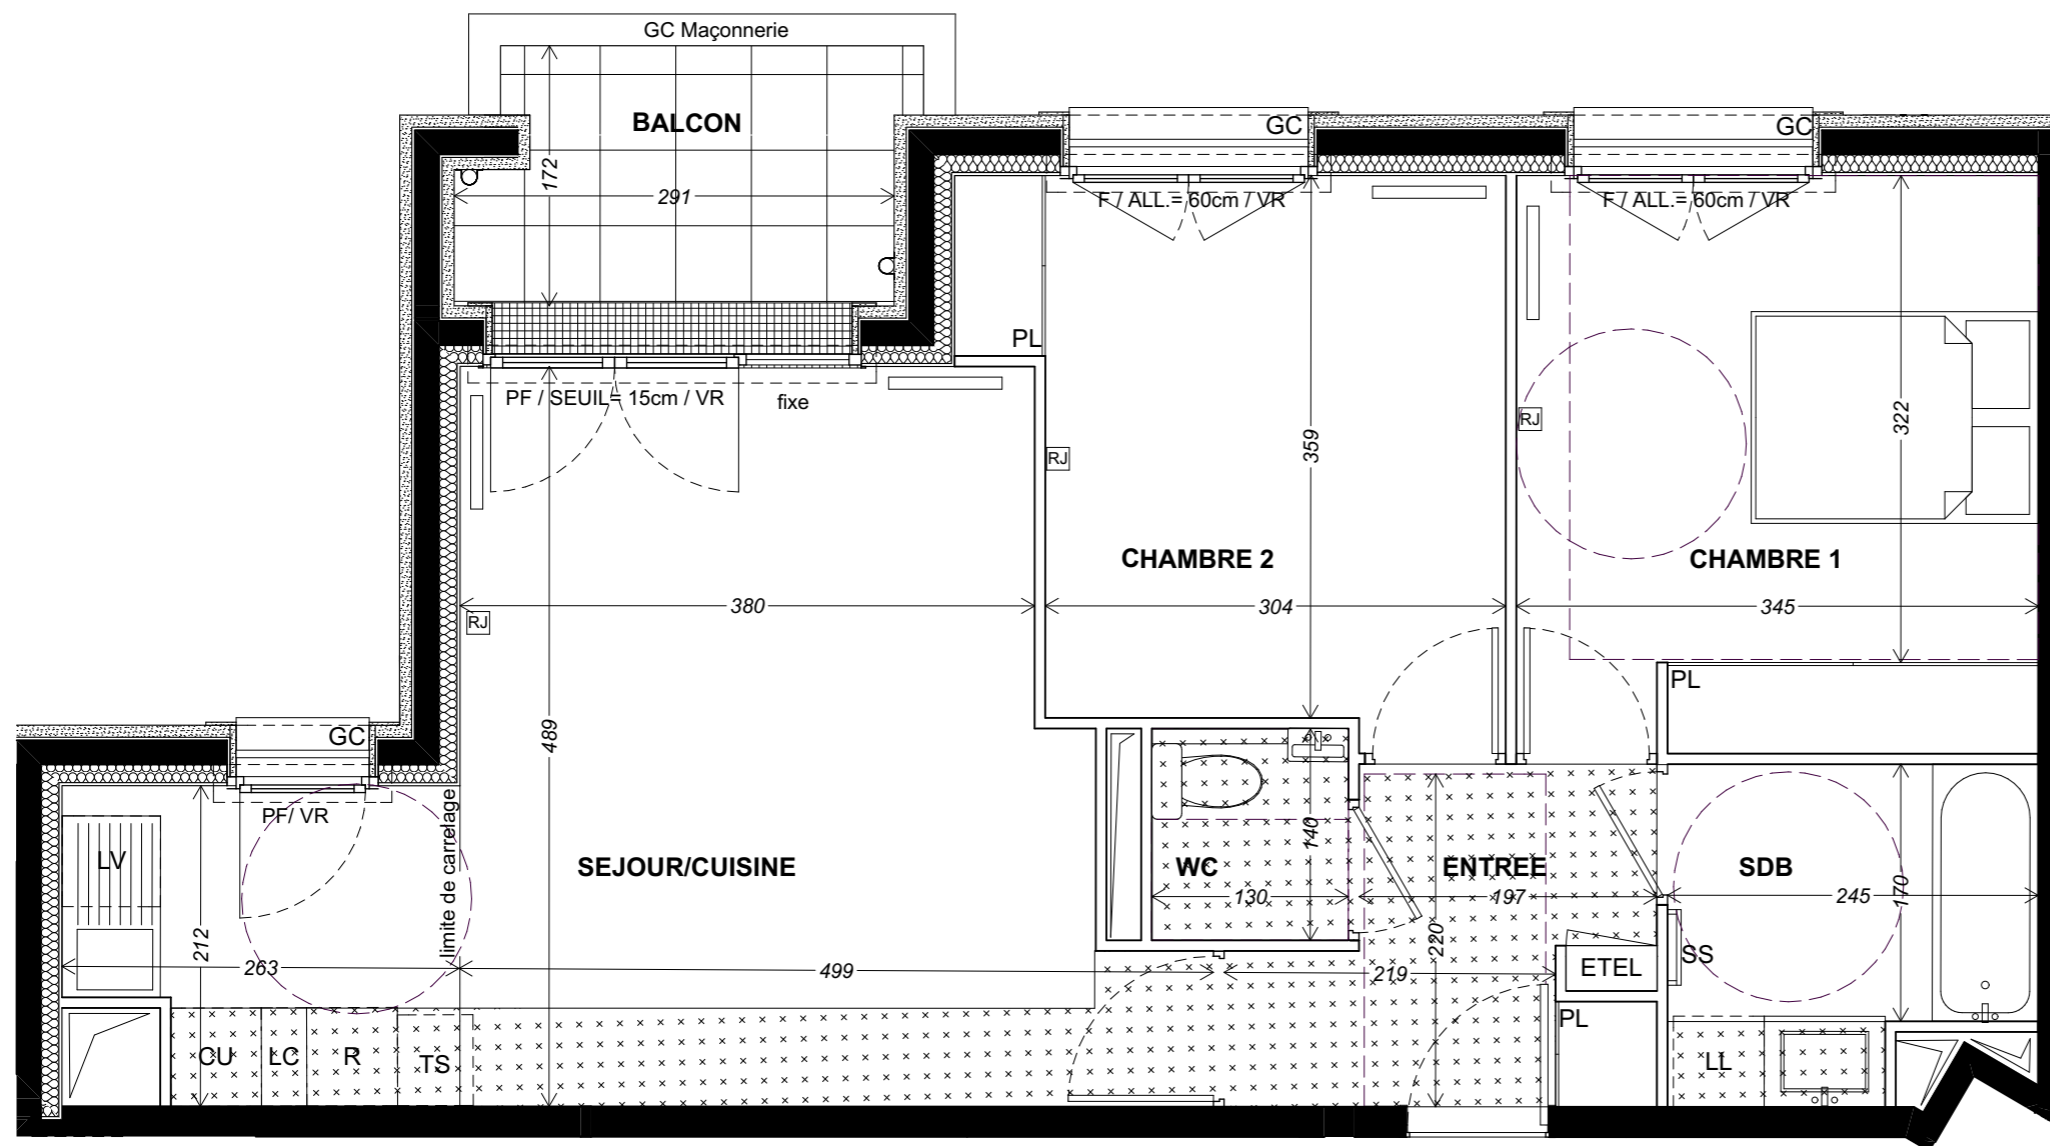 GC Maçonnerie
BALCON
172
291
GC
GC
F / ALL.= 60cm / VR
F / ALL.= 60cm / VR
PL
PF / SEUIL= 15cm / VR
fixe
RJ
RJ
359
322
CHAMBRE 2
CHAMBRE 1
380
304
345
RJ
PL
489
GC
PF/ VR
limite de carrelage
LV
SEJOUR/CUISINE
WC
140
130
ENTREE
197
SDB
245
170
212
263
499
219
220
ETEL
SS
PL
CU
LC
R
TS
LL